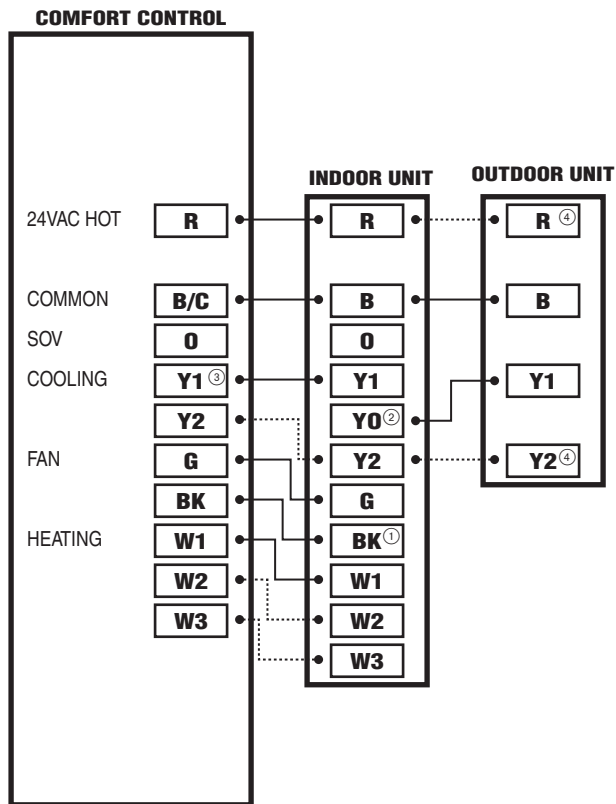 COMFORT CONTROL
INDOOR UNIT
OUTDOOR UNIT
24VAC HOT R R R ④
COMMON B/C B B
SOV O O
COOLING Y1 ③ Y1 Y1
Y2 YO ②
FAN G Y2 Y2 ④
BK G
HEATING W1 BK ①
W2 W1
W3 W2
W3